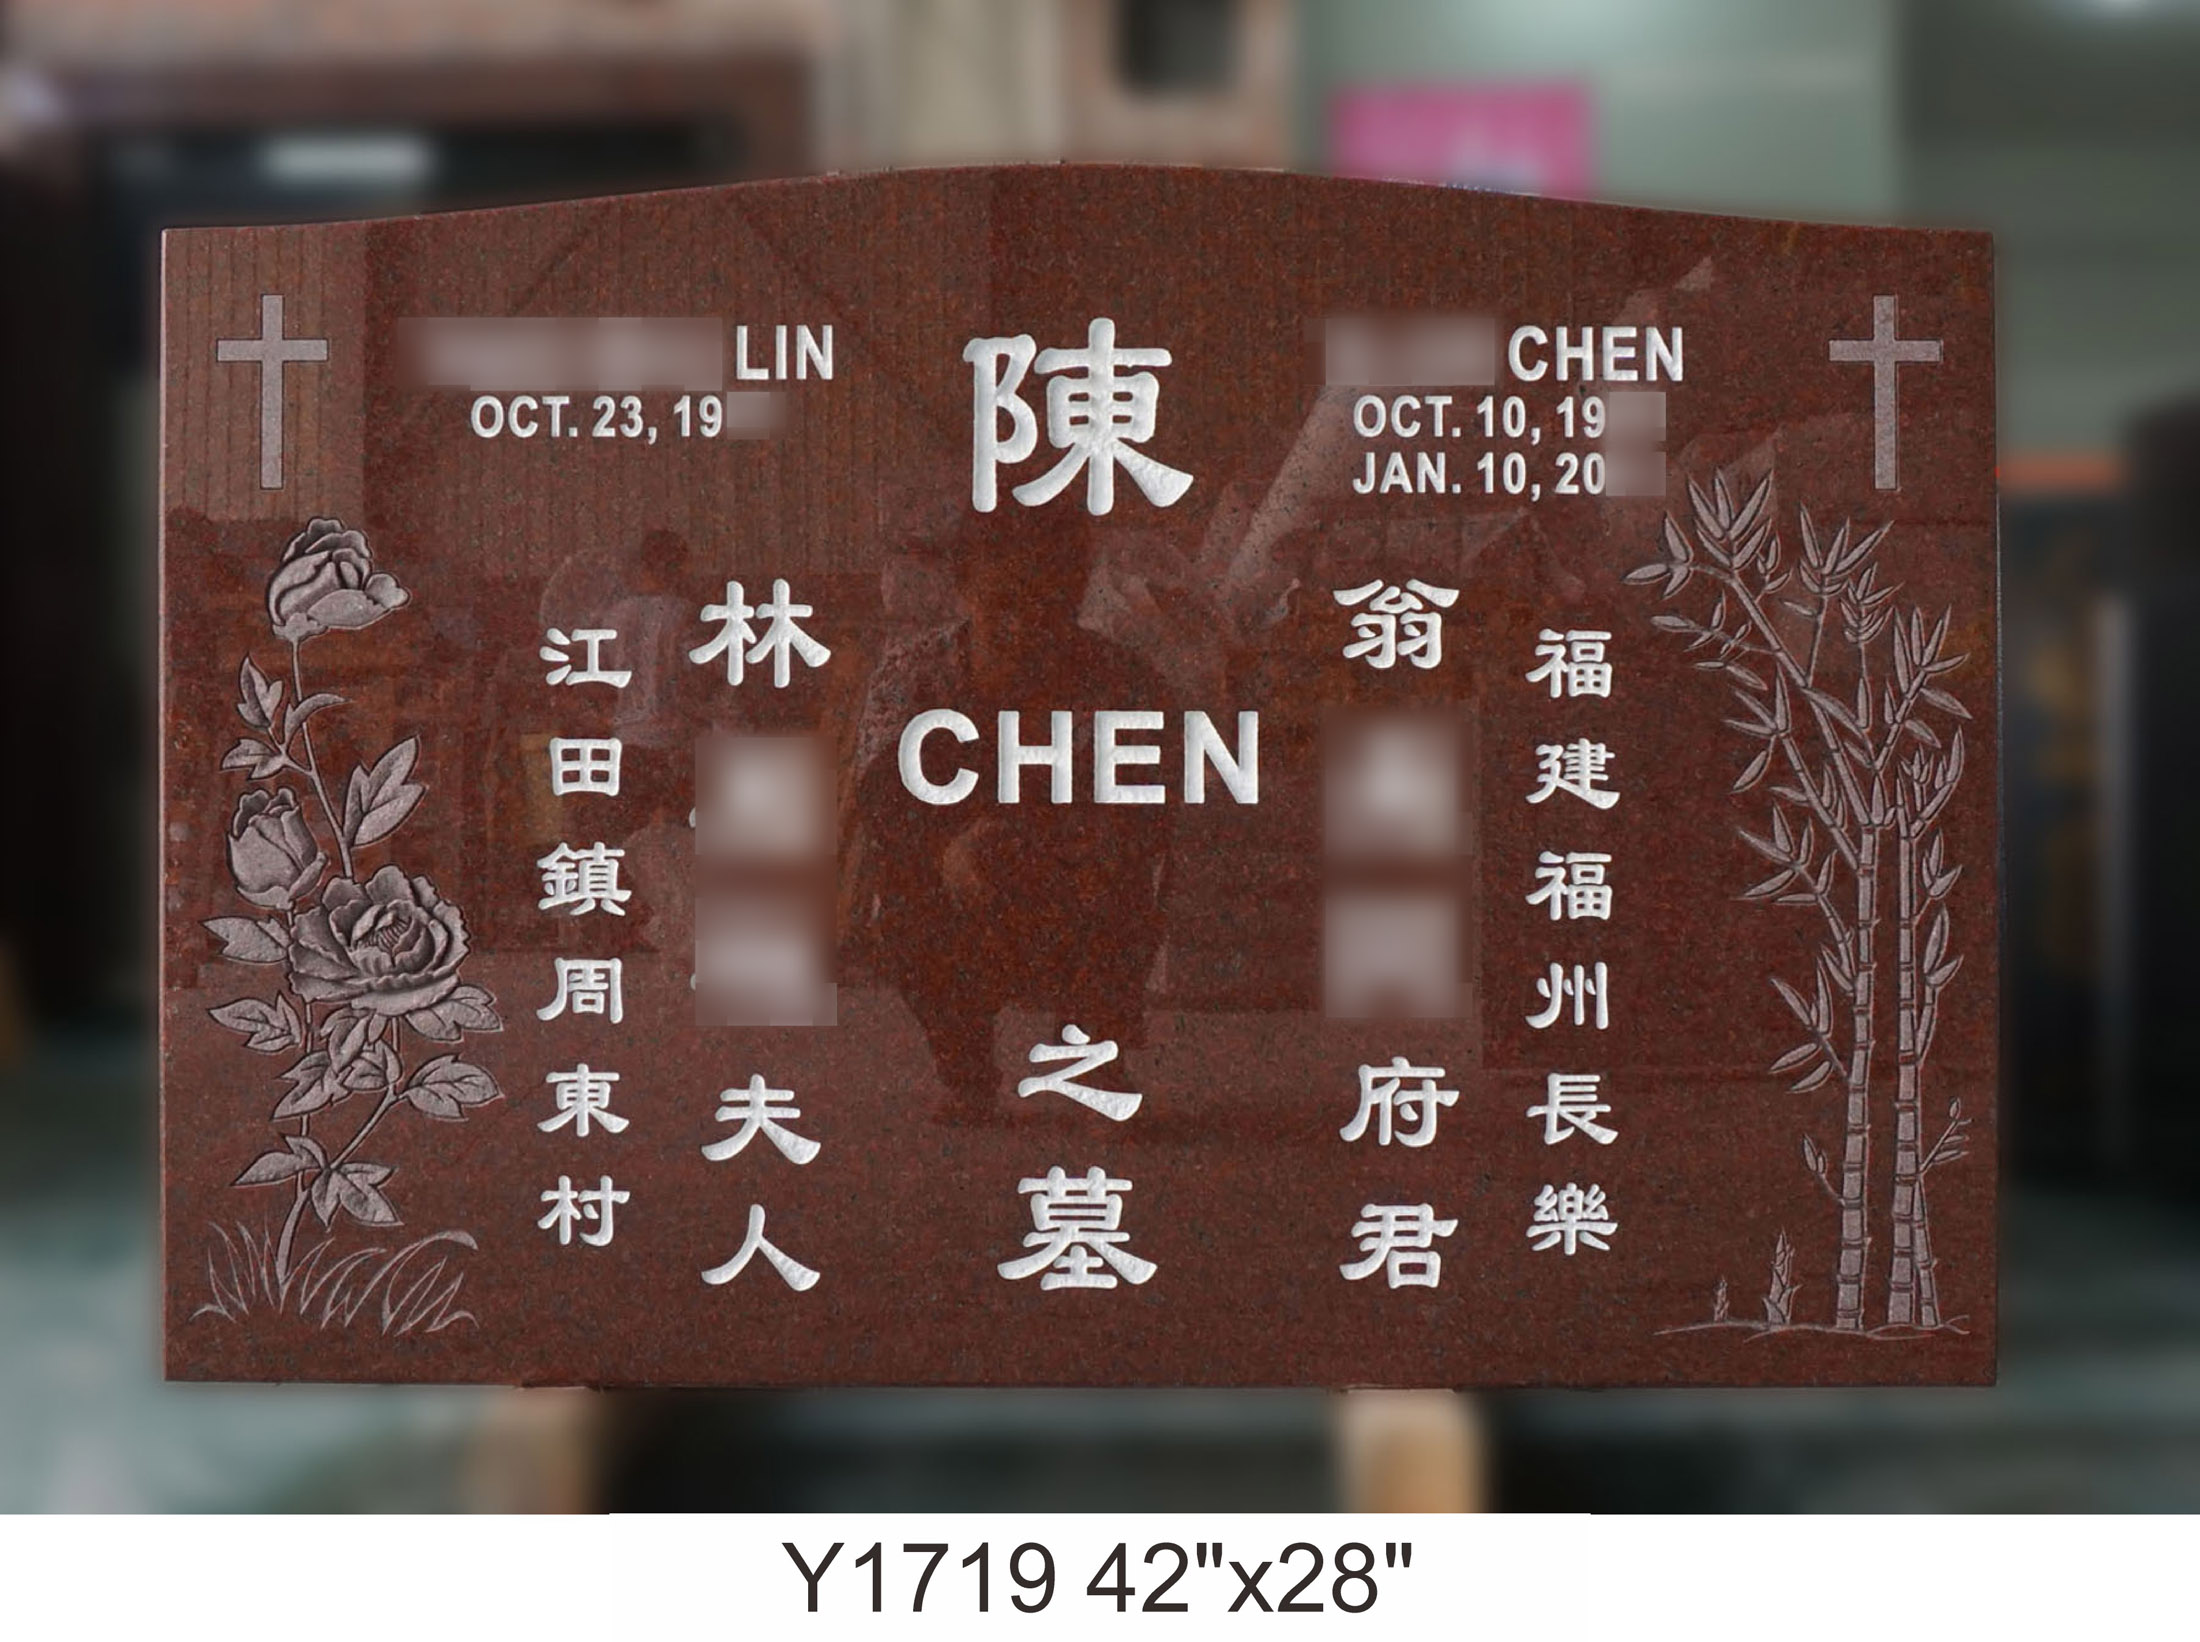 LIN
OCT. 23, 19
陳
CHEN
OCT. 10, 19
JAN. 10, 20
福建福州長樂
翁
府君
CHEN
之墓
林
夫人
江田鎮周東村
Y1719 42"x28"